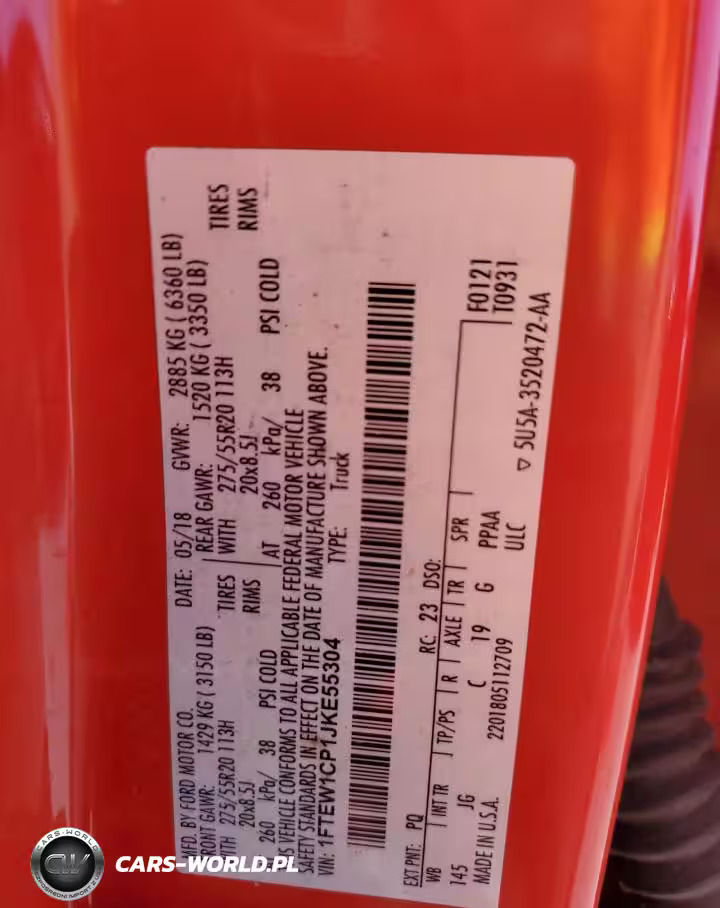 MFD. BY FORD MOTOR CO.
DATE: 05/18 GVWR: 2885 KG ( 6360 LB)
FRONT GAWR: 1429 KG ( 3150 LB)
REAR GAWR: 1520 KG ( 3350 LB)
275/55R20 113H TIRES
WITH 275/55R20 113H TIRES
20x8.5J RIMS
20x8.5J RIMS
260 kPa/ 38 PSI COLD
AT 260 kPa/ 38 PSI COLD
THIS VEHICLE CONFORMS TO ALL APPLICABLE FEDERAL MOTOR VEHICLE
SAFETY STANDARDS IN EFFECT ON THE DATE OF MANUFACTURE SHOWN ABOVE.
VIN: 1FTEW1CP1JKE55304 TYPE: Truck
EXT PNT: PQ RC: 23 DSO:
WB INT TR TP/PS R AXLE TR SPR
145 JG C 19 G PPAA F0121
ULC T0931
MADE IN U.S.A. 2201805112709
▽ 5U5A-3520472-AA
CARS-WORLD
CW
CARS-WORLD.PL